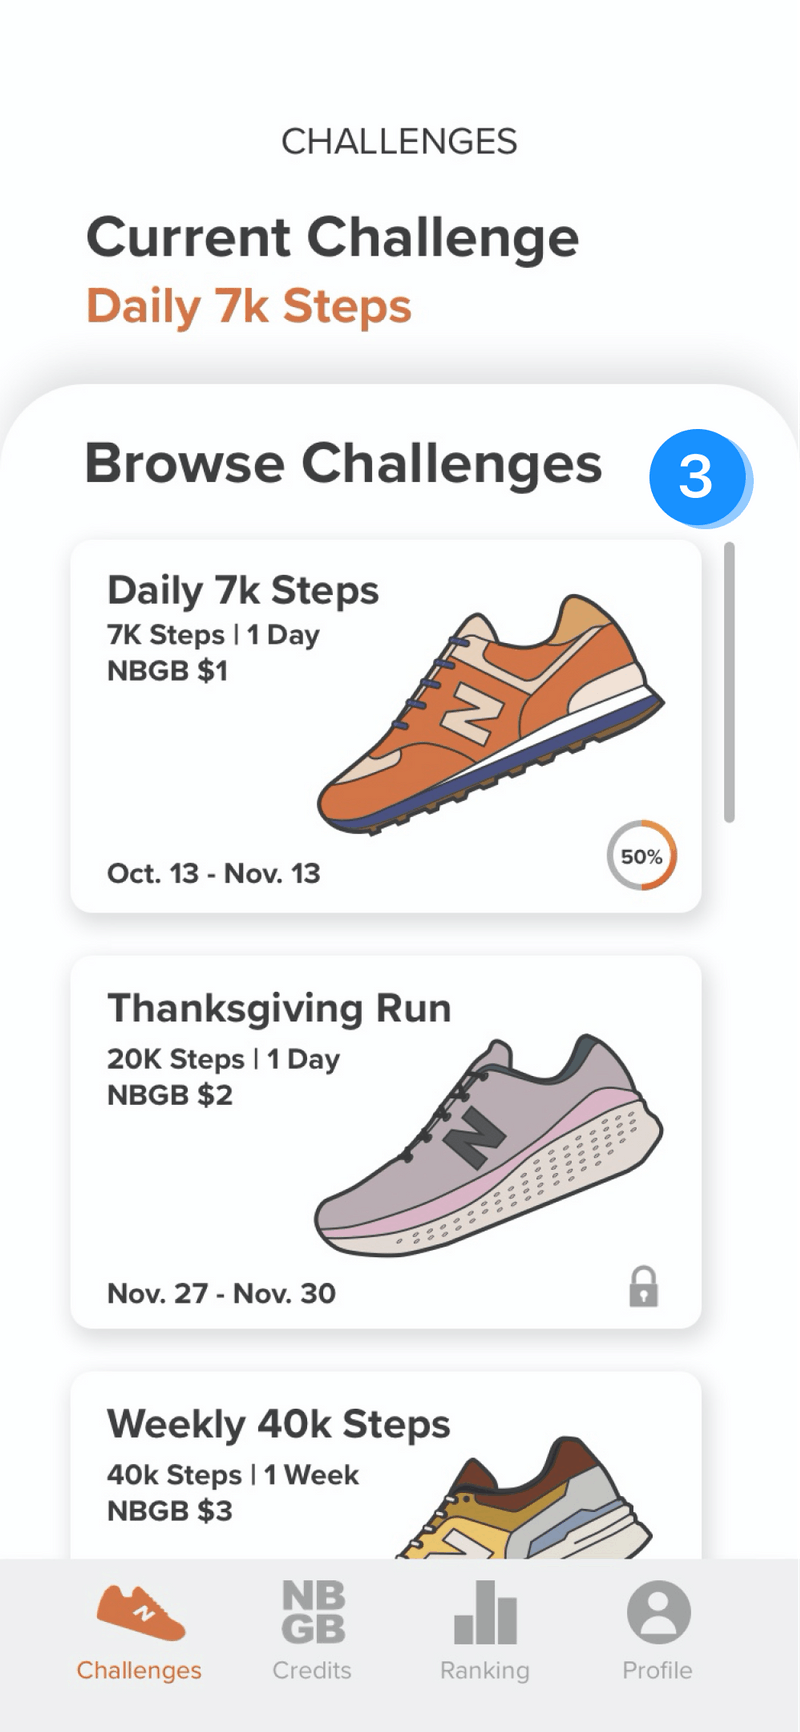 CHALLENGES
Current Challenge
Daily 7k Steps
Browse Challenges
3
Daily 7k Steps
7K Steps | 1 Day
NBGB $1
N
50%
Oct. 13 - Nov. 13
Thanksgiving Run
20K Steps | 1 Day
NBGB $2
N
Nov. 27 - Nov. 30
Weekly 40k Steps
40k Steps | 1 Week
NBGB $3
N
N
NB
GB
Challenges
Credits
Ranking
Profile